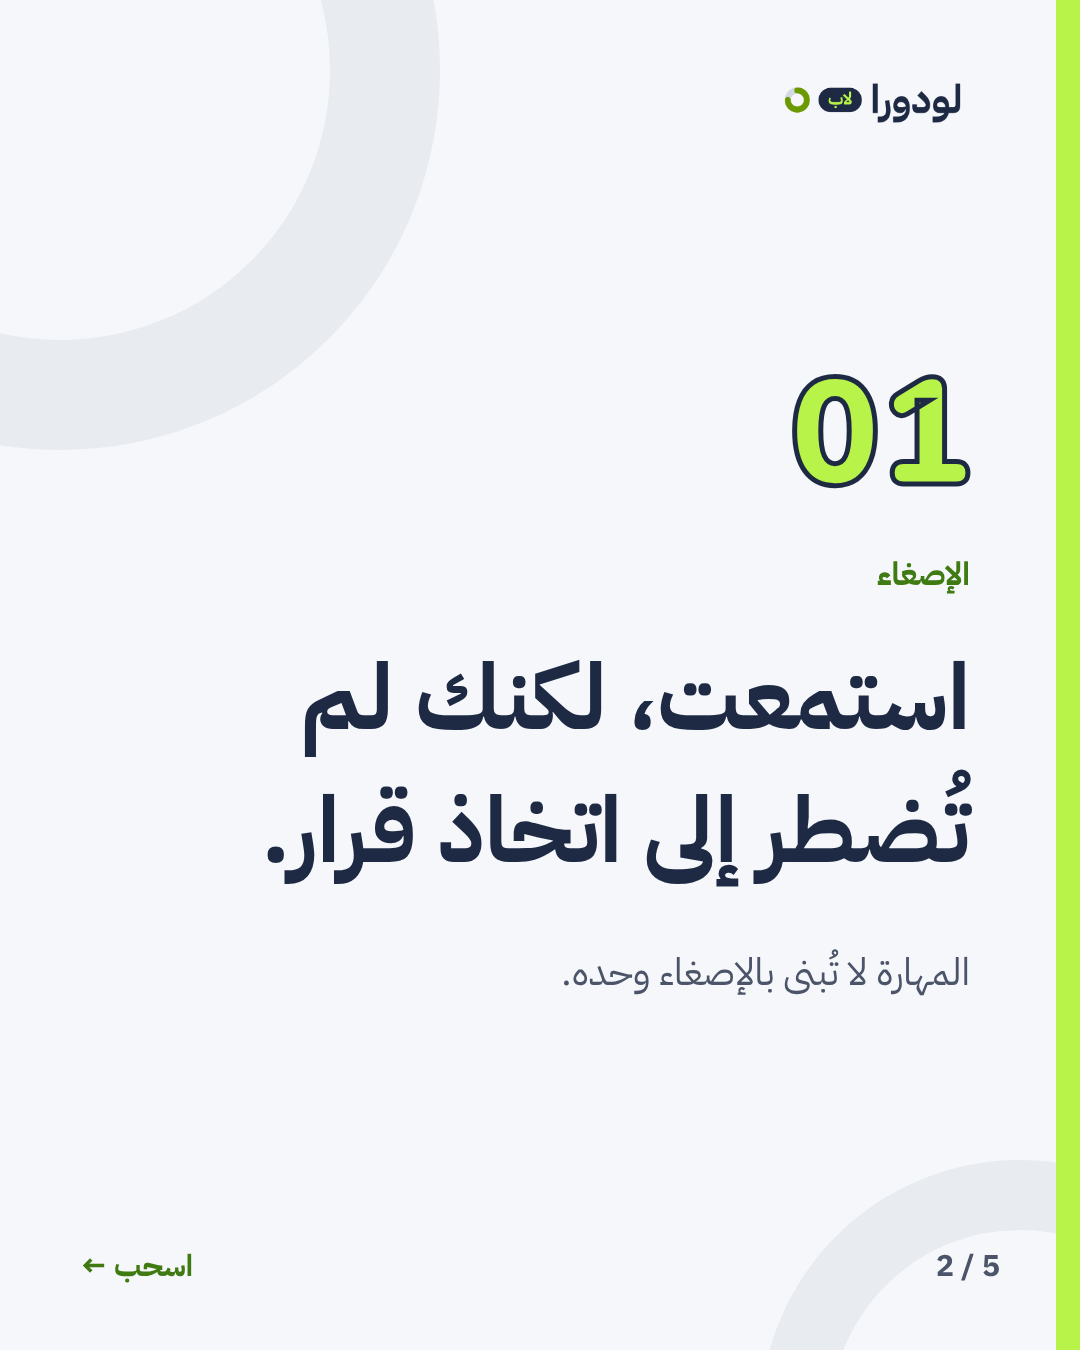 لودورا لاب
01
الإصغاء
استمعت، لكنك لم
تُضطر إلى اتخاذ قرار.
المهارة لا تُبنى بالإصغاء وحده.
2 / 5
اسحب ←